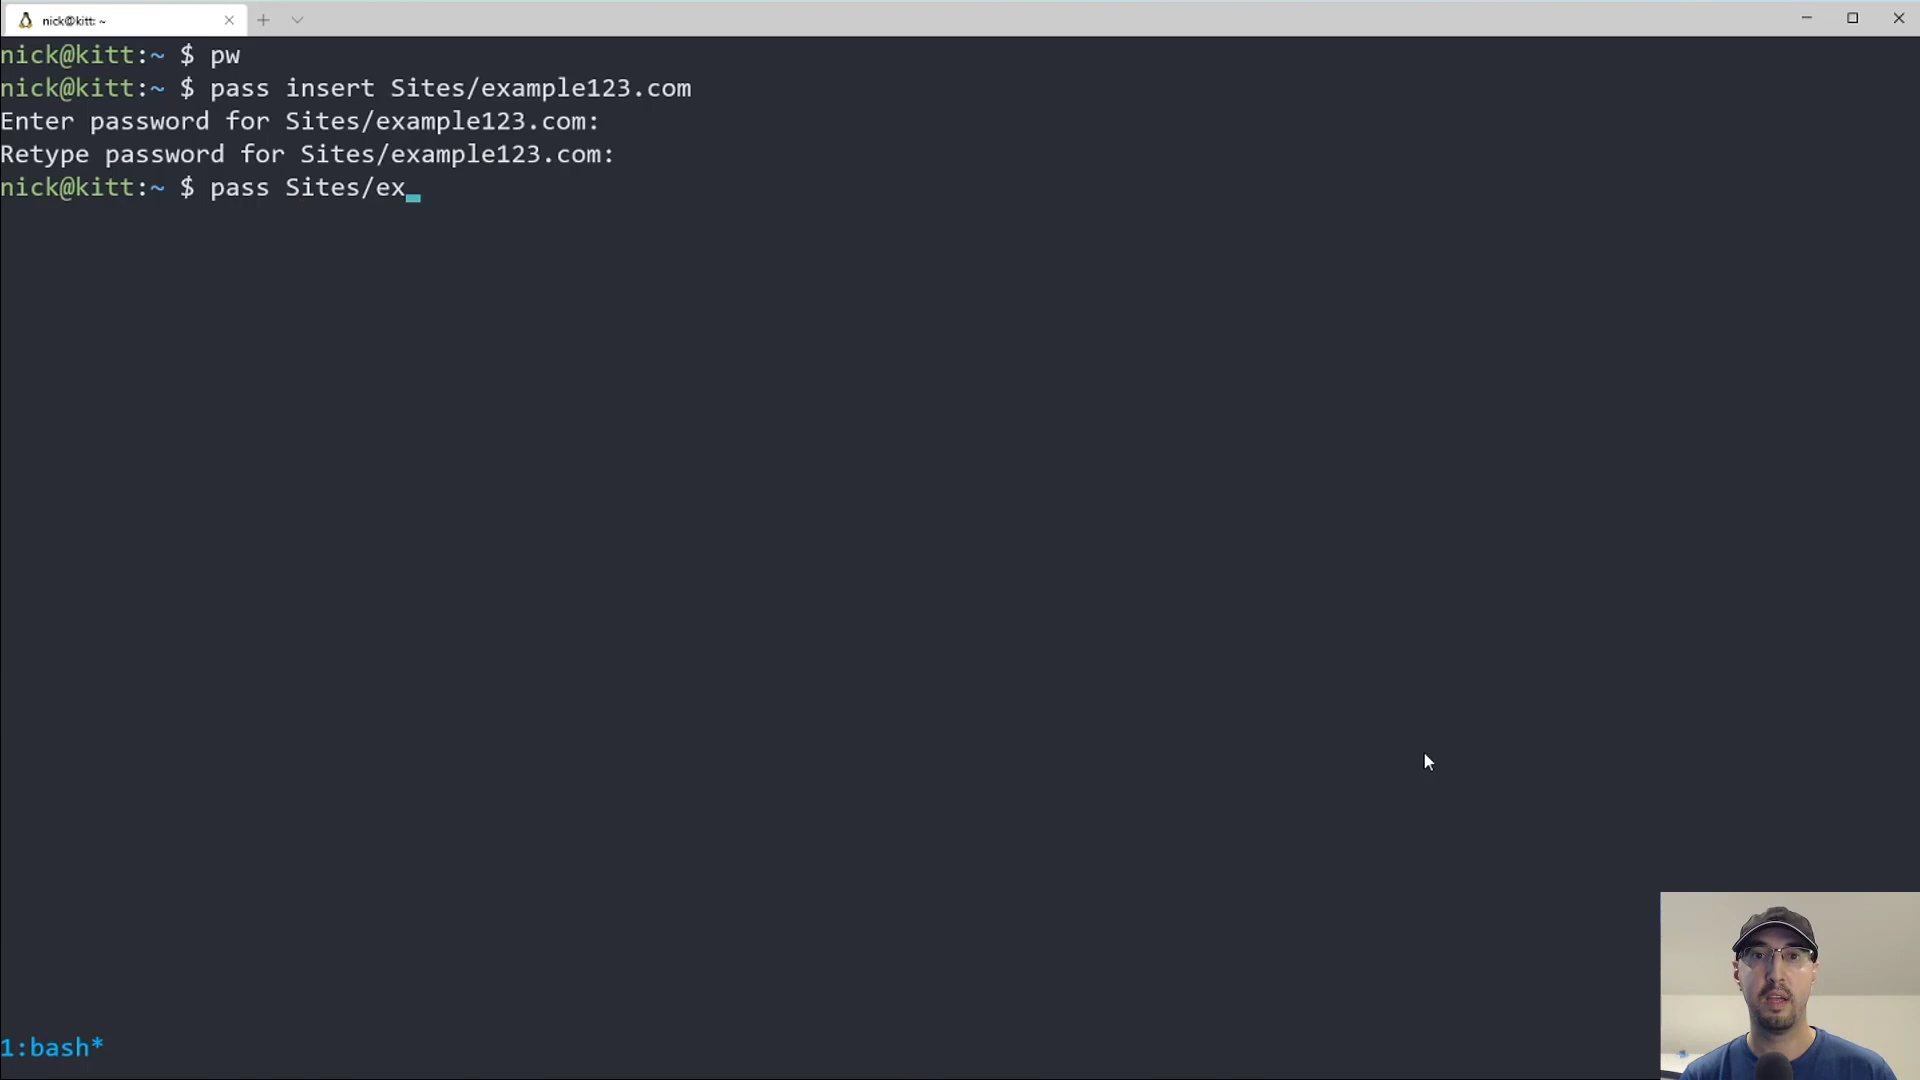 nick@kitt: ~
nick@kitt:~ $ pw
nick@kitt:~ $ pass insert Sites/example123.com
Enter password for Sites/example123.com:
Retype password for Sites/example123.com:
nick@kitt:~ $ pass Sites/ex
1:bash*